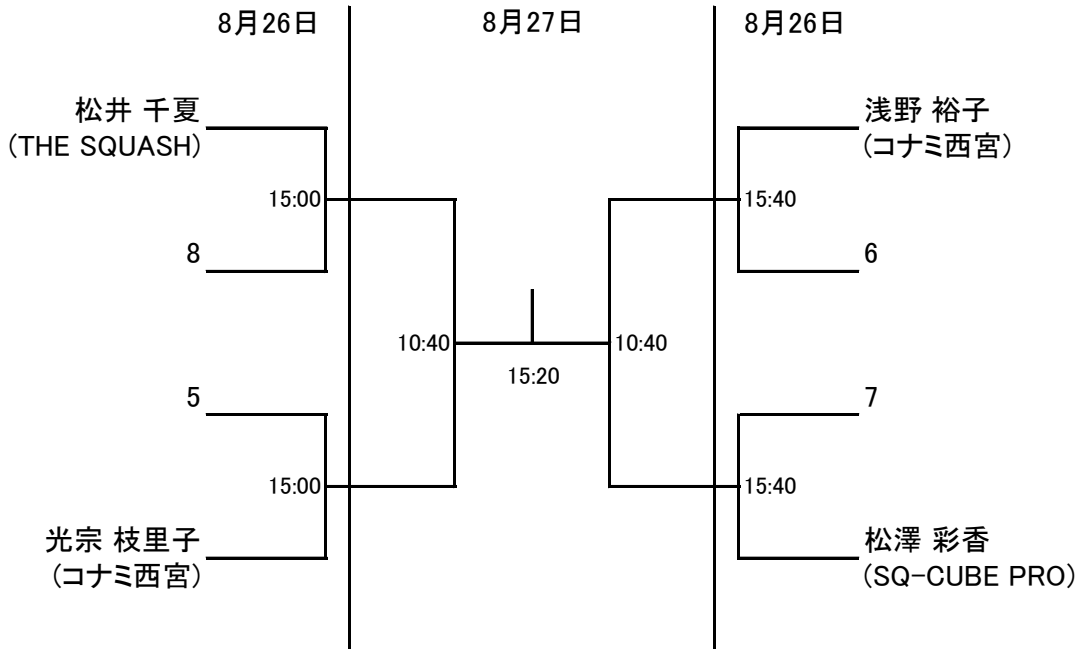 8月26日
8月27日
8月26日
松井 千夏
(THE SQUASH)
15:00
8
5
15:00
光宗 枝里子
(コナミ西宮)
10:40
15:20
10:40
浅野 裕子
(コナミ西宮)
15:40
6
7
15:40
松澤 彩香
(SQ-CUBE PRO)